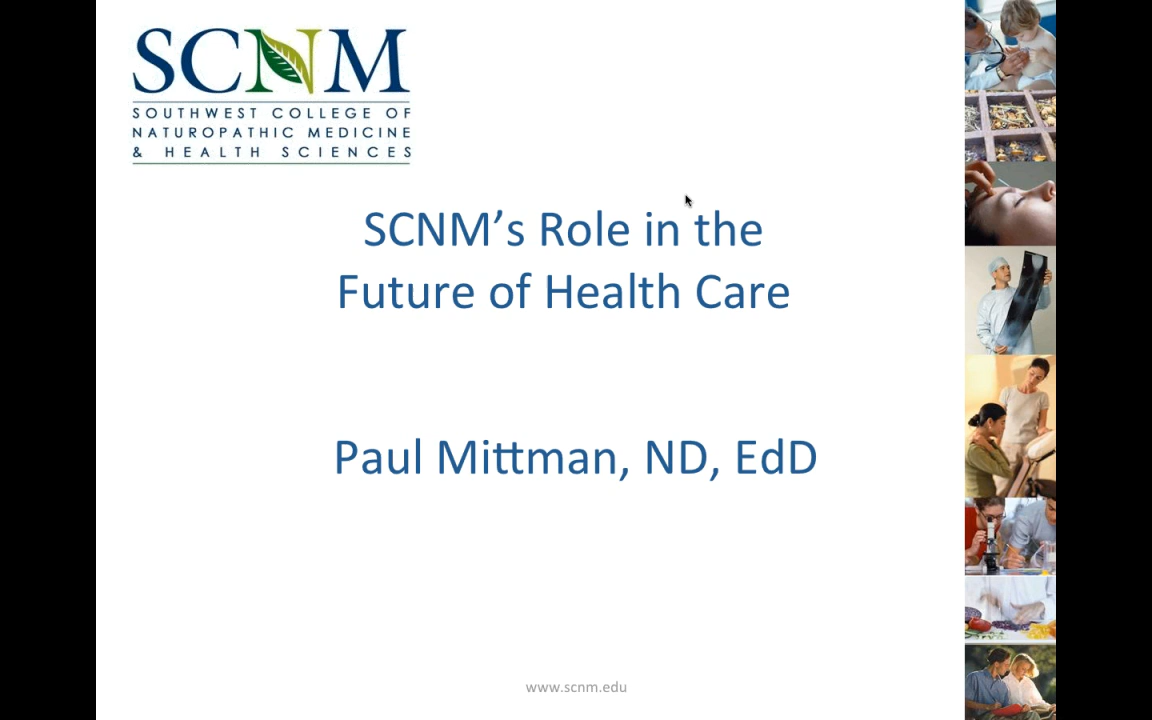 SCNM
SOUTHWEST COLLEGE OF
NATUROPATHIC MEDICINE
& HEALTH SCIENCES
SCNM’s Role in the
Future of Health Care
Paul Mittman, ND, EdD
www.scnm.edu